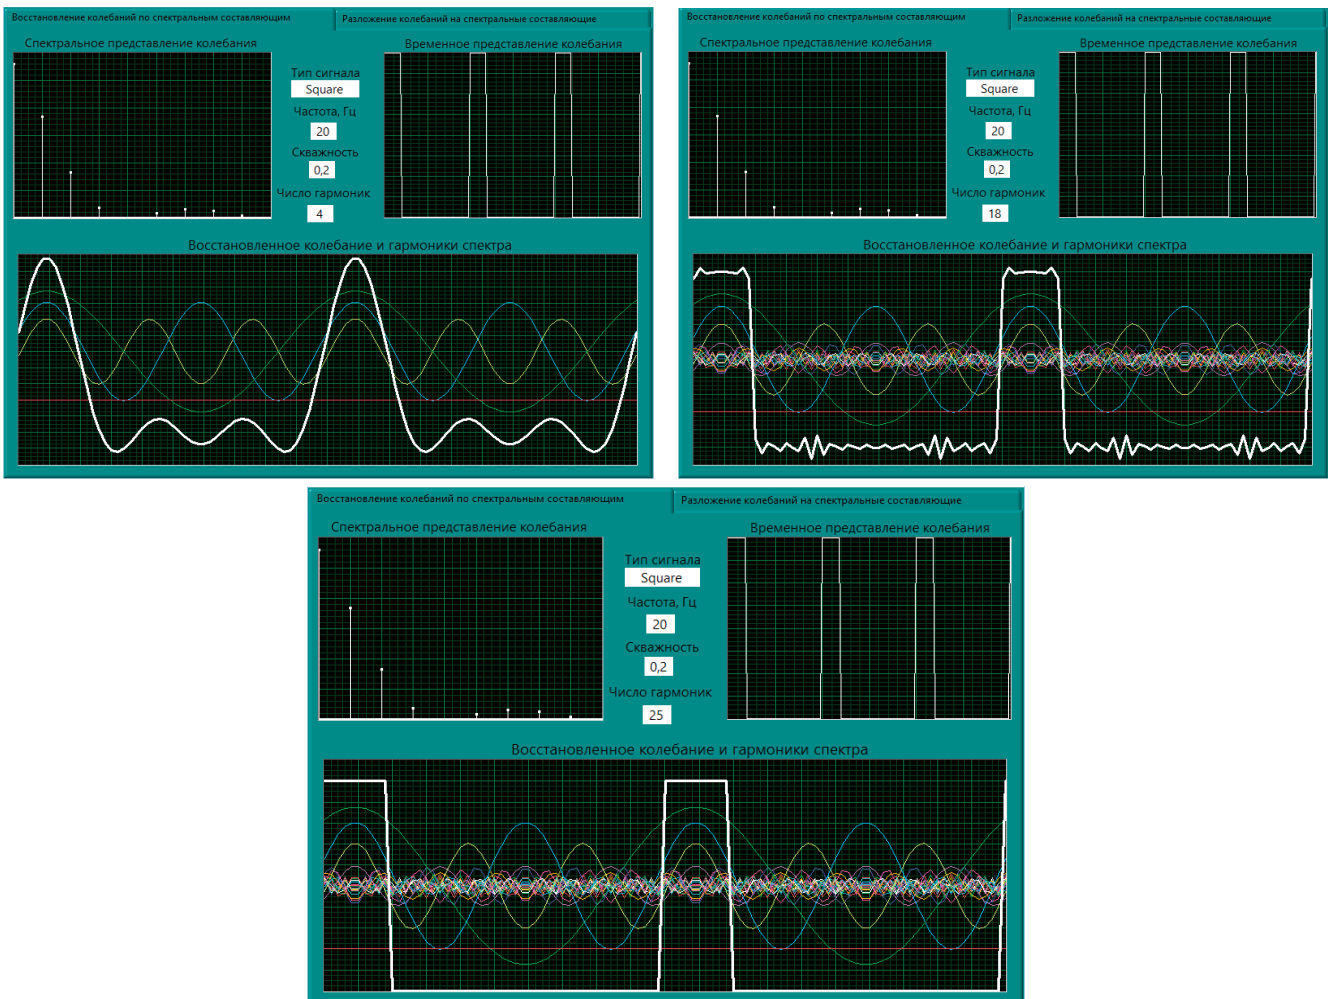 Восстановление колебаний по спектральным составляющим
Разложение колебаний на спектральные составляющие
Спектральное представление колебания
Временное представление колебания
Тип сигнала
Square
Частота, Гц
20
Скважность
0,2
Число гармоник
4
Восстановленное колебание и гармоники спектра
Восстановление колебаний по спектральным составляющим
Разложение колебаний на спектральные составляющие
Спектральное представление колебания
Временное представление колебания
Тип сигнала
Square
Частота, Гц
20
Скважность
0,2
Число гармоник
18
Восстановленное колебание и гармоники спектра
Восстановление колебаний по спектральным составляющим
Разложение колебаний на спектральные составляющие
Спектральное представление колебания
Временное представление колебания
Тип сигнала
Square
Частота, Гц
20
Скважность
0,2
Число гармоник
25
Восстановленное колебание и гармоники спектра